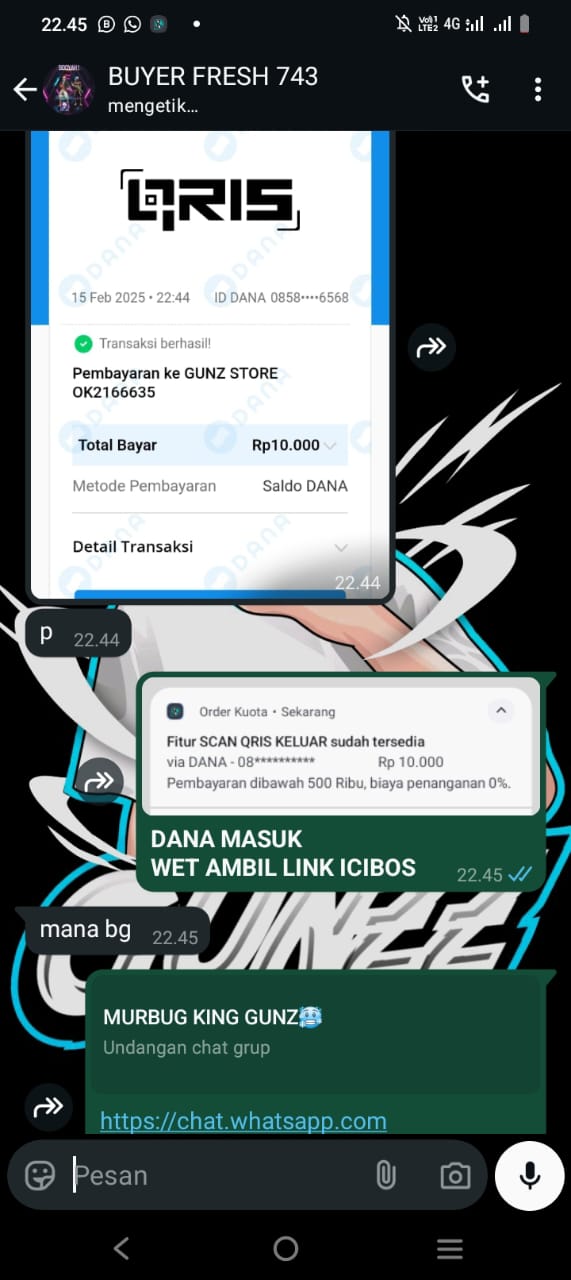 22.45
Vo))1
LTE2
4G
BUYER FRESH 743
mengetik...
QRIS
15 Feb 2025 • 22:44
ID DANA 0858••••6568
Transaksi berhasil!
Pembayaran ke GUNZ STORE
OK2166635
Total Bayar
Rp10.000
Metode Pembayaran
Saldo DANA
Detail Transaksi
DANA
22.44
p
22.44
Order Kuota • Sekarang
Fitur SCAN QRIS KELUAR sudah tersedia
via DANA - 08**********
Rp 10.000
Pembayaran dibawah 500 Ribu, biaya penanganan 0%.
DANA MASUK
WET AMBIL LINK ICIBOS
22.45
mana bg
22.45
MURBUG KING GUNZ🥶
Undangan chat grup
https://chat.whatsapp.com
Pesan